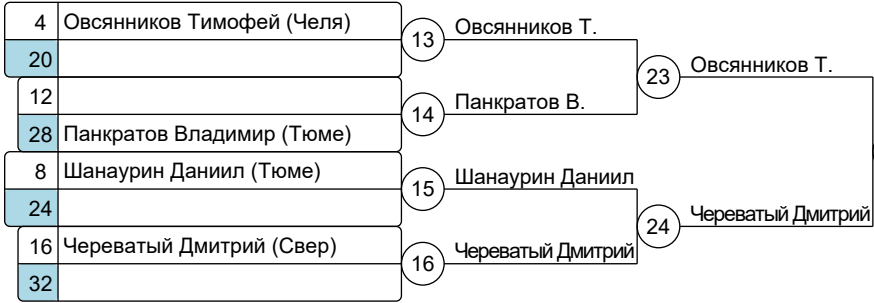 4 Овсянников Тимофей (Челя)
13 Овсянников Т.
20
23 Овсянников Т.
12
14 Панкратов В.
28 Панкратов Владимир (Тюме)
8 Шанаурин Даниил (Тюме)
15 Шанаурин Даниил
24
24 Череватый Дмитрий
16 Череватый Дмитрий (Свер)
16 Череватый Дмитрий
32